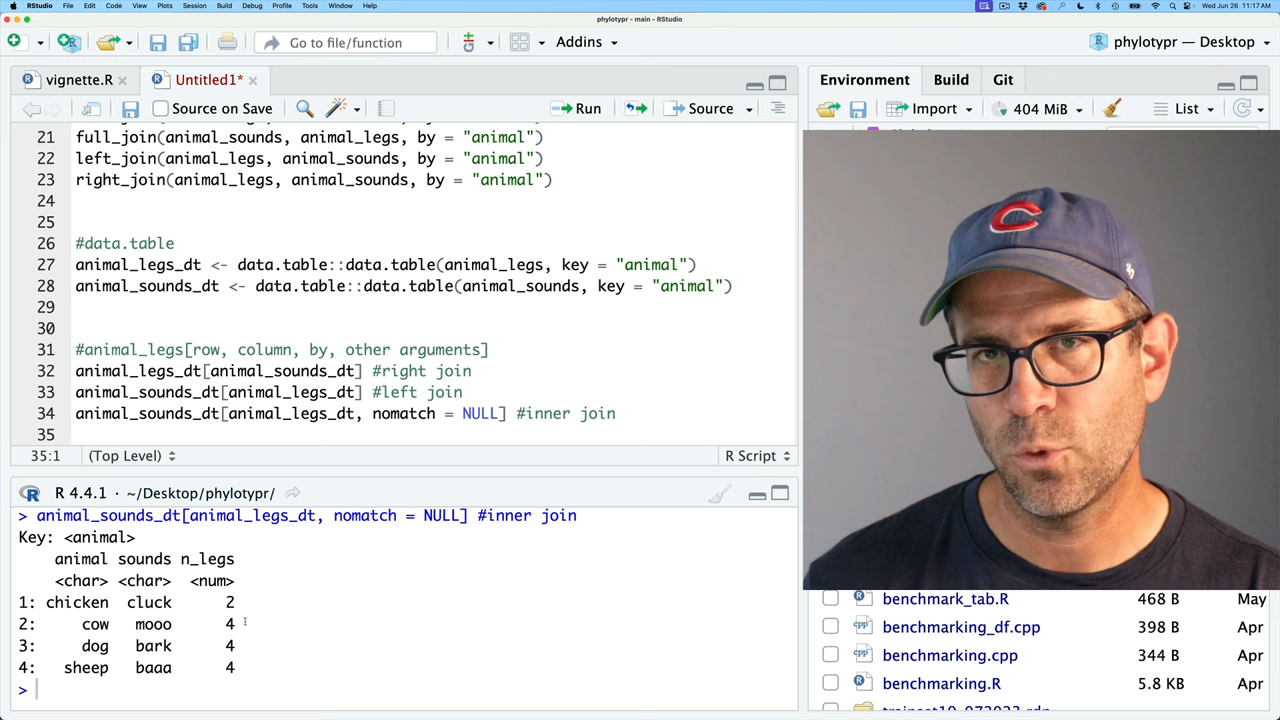 RStudio File Edit Code View Plots Session Build Debug Profile Tools Window Help Wed Jun 26 11:17 AM
phylotypr - main - RStudio
Go to file/function Addins phylotypr — Desktop
vignette.R Untitled1* Environment Build Git
Source on Save Run Source Import 404 MiB List
21 full_join(animal_sounds, animal_legs, by = "animal")
22 left_join(animal_legs, animal_sounds, by = "animal")
23 right_join(animal_legs, animal_sounds, by = "animal")
24
25
26 #data.table
27 animal_legs_dt <- data.table::data.table(animal_legs, key = "animal")
28 animal_sounds_dt <- data.table::data.table(animal_sounds, key = "animal")
29
30
31 #animal_legs[row, column, by, other arguments]
32 animal_legs_dt[animal_sounds_dt] #right join
33 animal_sounds_dt[animal_legs_dt] #left join
34 animal_sounds_dt[animal_legs_dt, nomatch = NULL] #inner join
35
35:1 (Top Level) R Script
R 4.4.1 · ~/Desktop/phylotypr/
> animal_sounds_dt[animal_legs_dt, nomatch = NULL] #inner join
Key: <animal>
animal sounds n_legs
<char> <char> <num>
1: chicken cluck 2
2: cow mooo 4
3: dog bark 4
4: sheep baaa 4
>
C
benchmark_tab.R 468 B May
benchmarking_df.cpp 398 B Apr
benchmarking.cpp 344 B Apr
benchmarking.R 5.8 KB Apr